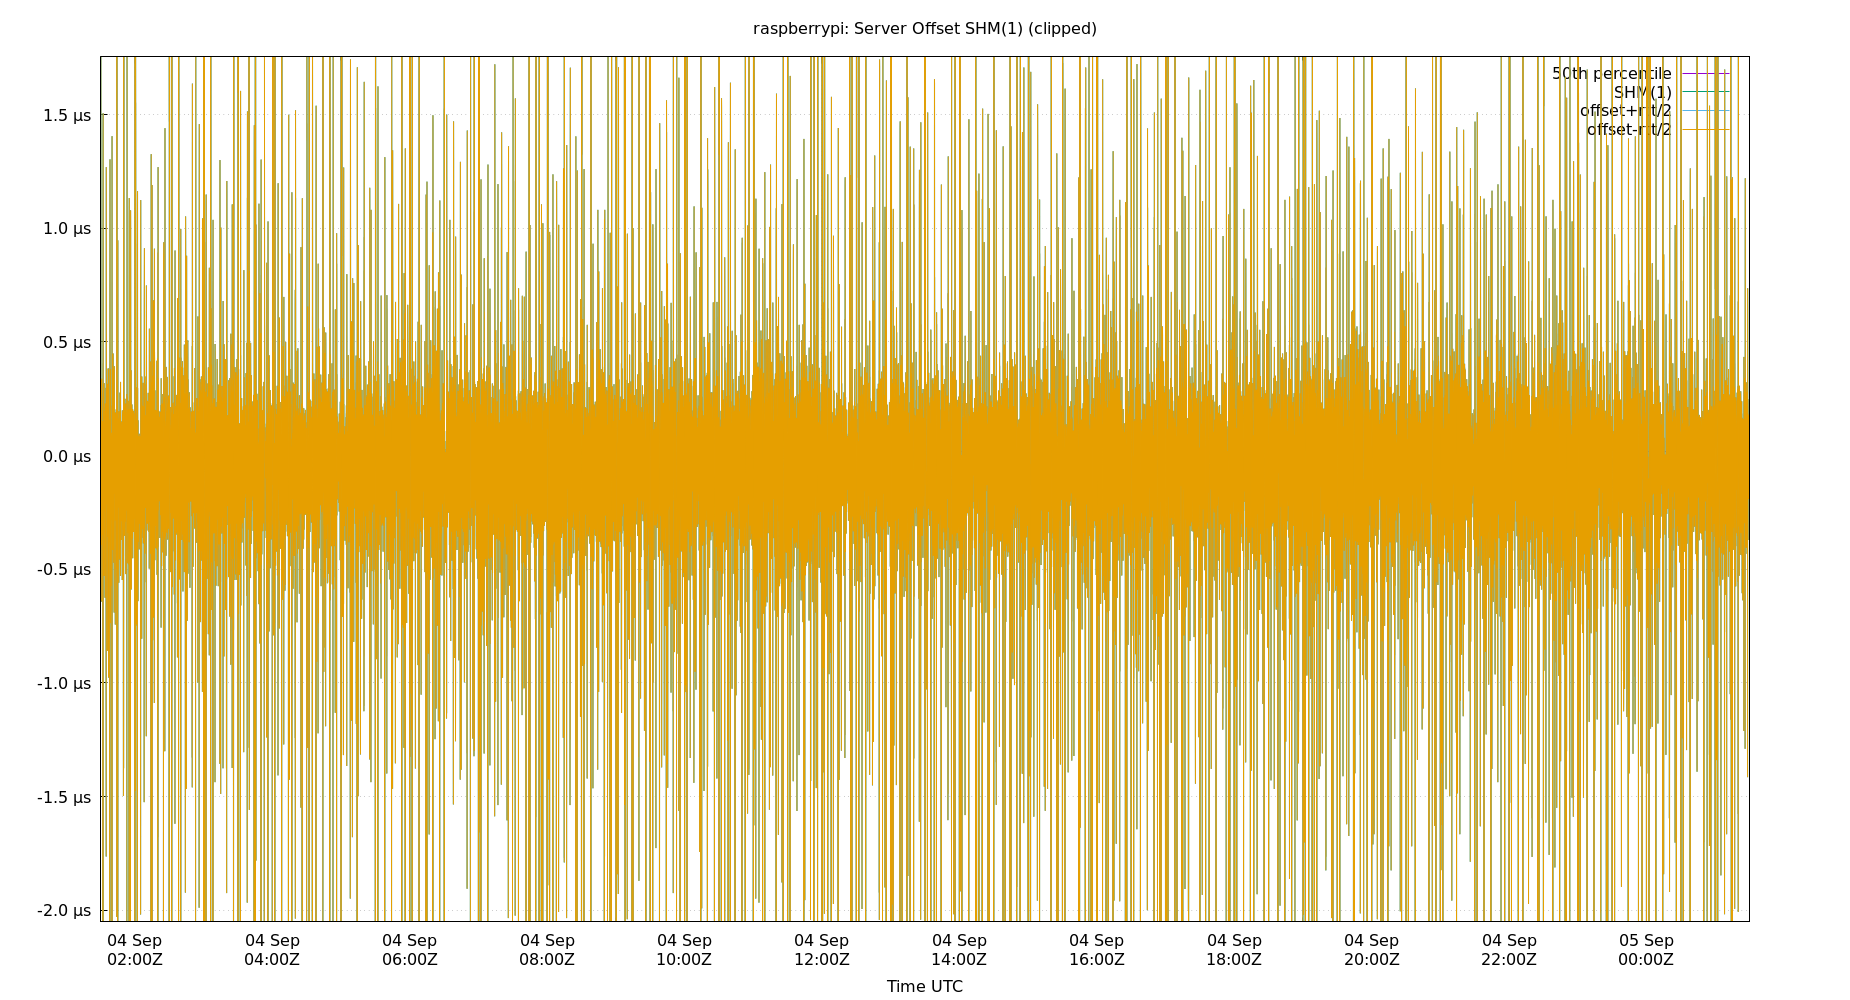 raspberrypi: Server Offset SHM(1) (clipped)
50th percentile
SHM(1)
offset+rtt/2
offset-rtt/2
1.5 µs
1.0 µs
0.5 µs
0.0 µs
-0.5 µs
-1.0 µs
-1.5 µs
-2.0 µs
04 Sep 04 Sep 04 Sep 04 Sep 04 Sep 04 Sep 04 Sep 04 Sep 04 Sep 04 Sep 04 Sep 05 Sep
02:00Z 04:00Z 06:00Z 08:00Z 10:00Z 12:00Z 14:00Z 16:00Z 18:00Z 20:00Z 22:00Z 00:00Z
Time UTC